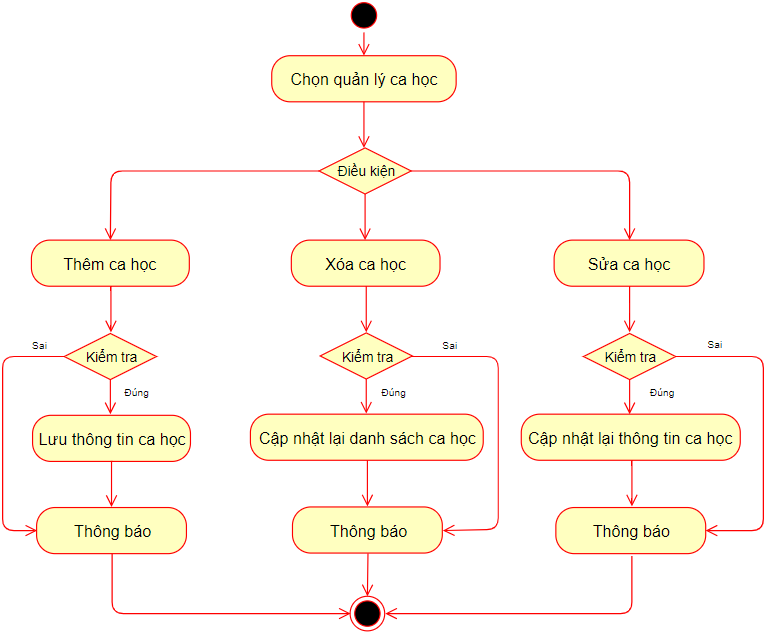 Chọn quản lý ca học
Điều kiện
Thêm ca học
Xóa ca học
Sửa ca học
Sai
Kiểm tra
Kiểm tra
Sai
Kiểm tra
Sai
Đúng
Đúng
Đúng
Lưu thông tin ca học
Cập nhật lại danh sách ca học
Cập nhật lại thông tin ca học
Thông báo
Thông báo
Thông báo